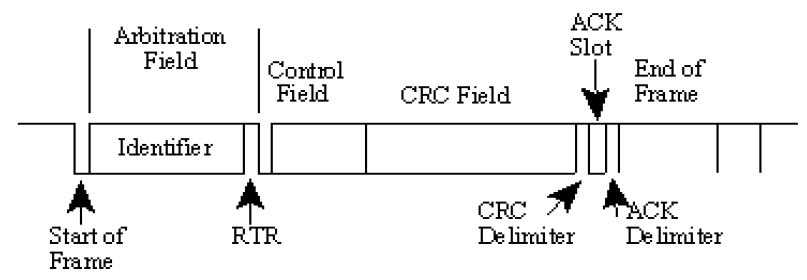 Arbitration
Field
Control
Field
CRC Field
ACK
Slot
End of
Frame
Identifier
Start of
Frame
RTR
CRC
Delimiter
ACK
Delimiter